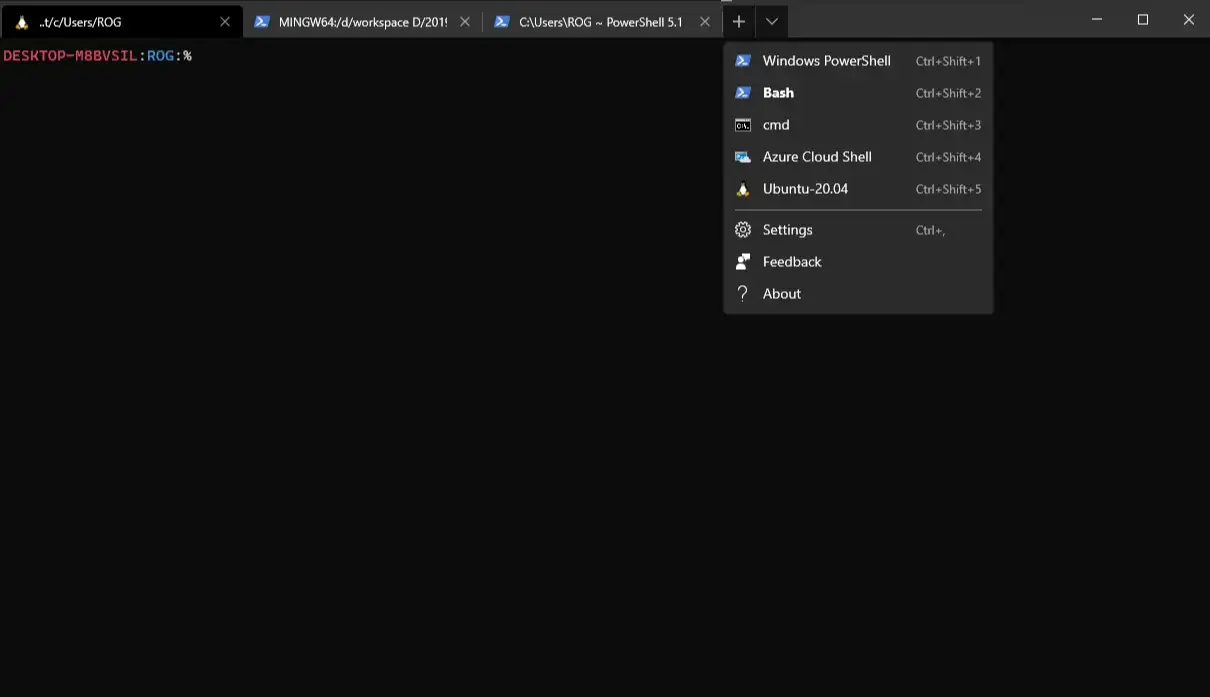 ..t/c/Users/ROG
MINGW64:/d/workspace D/2019
C:\Users\ROG ~ PowerShell 5.1
DESKTOP-M8BVSIL:ROG:%
Windows PowerShell Ctrl+Shift+1
Bash Ctrl+Shift+2
cmd Ctrl+Shift+3
Azure Cloud Shell Ctrl+Shift+4
Ubuntu-20.04 Ctrl+Shift+5
Settings Ctrl+,
Feedback
About